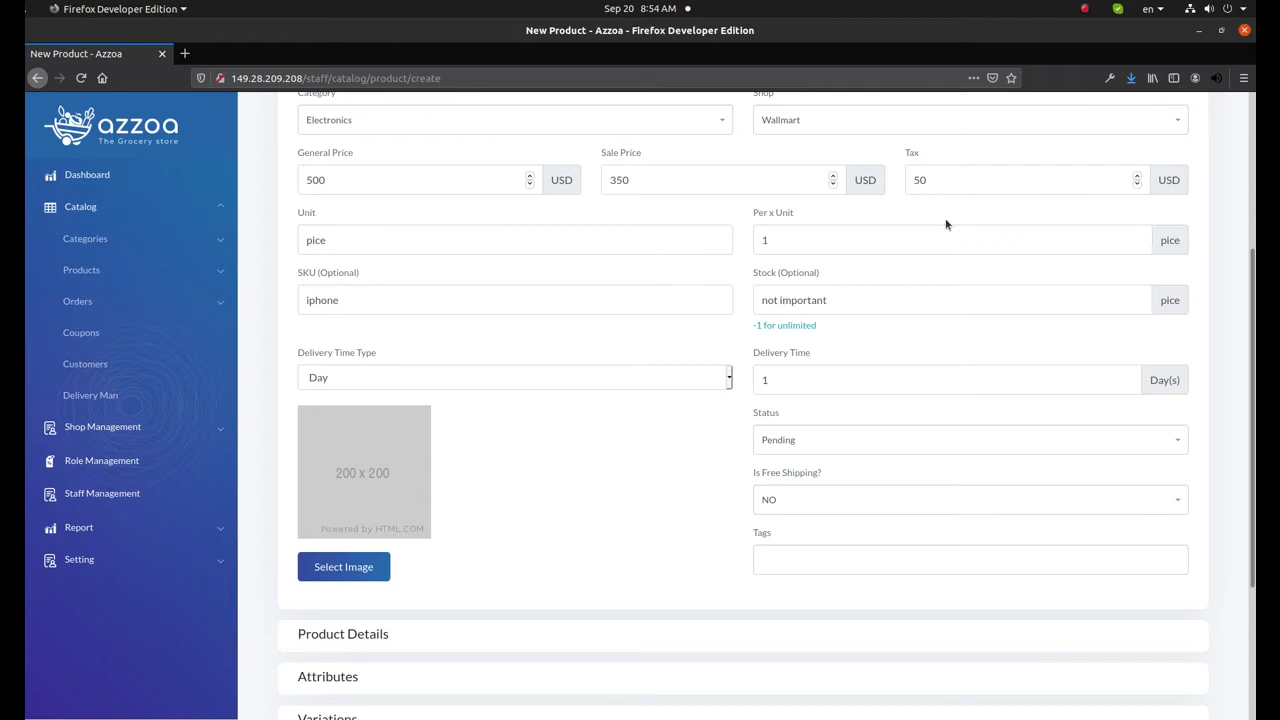 Firefox Developer Edition
Sep 20 8:54 AM
en
New Product - Azzoa - Firefox Developer Edition
New Product - Azzoa
149.28.209.208/staff/catalog/product/create
azzoa
The Grocery store
Dashboard
Catalog
Categories
Products
Orders
Coupons
Customers
Delivery Man
Shop Management
Role Management
Staff Management
Report
Setting
Category
Shop
Electronics
Wallmart
General Price
Sale Price
Tax
500
USD
350
USD
50
USD
Unit
Per x Unit
pice
1
pice
SKU (Optional)
Stock (Optional)
iphone
not important
pice
-1 for unlimited
Delivery Time Type
Delivery Time
Day
1
Day(s)
Status
Pending
200 x 200
Powered by HTML.COM
Is Free Shipping?
NO
Tags
Select Image
Product Details
Attributes
Variations